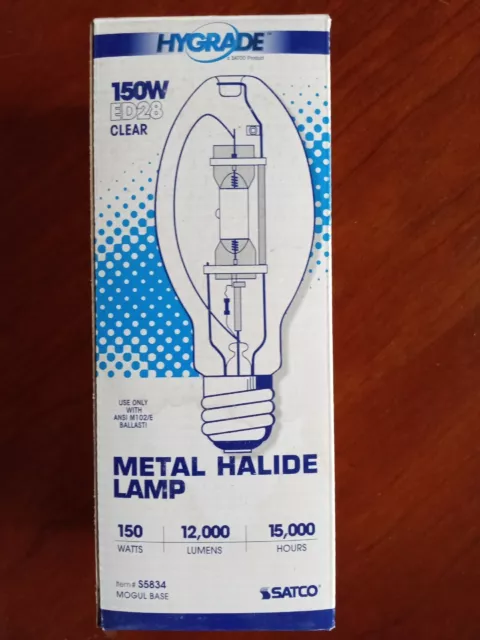 HYGRADE™
a SATCO Product
150W
ED28
CLEAR
USE ONLY
WITH
ANSI M102/E
BALLAST!
METAL HALIDE
LAMP
150
WATTS
12,000
LUMENS
15,000
HOURS
Item# S5834
MOGUL BASE
SATCO®